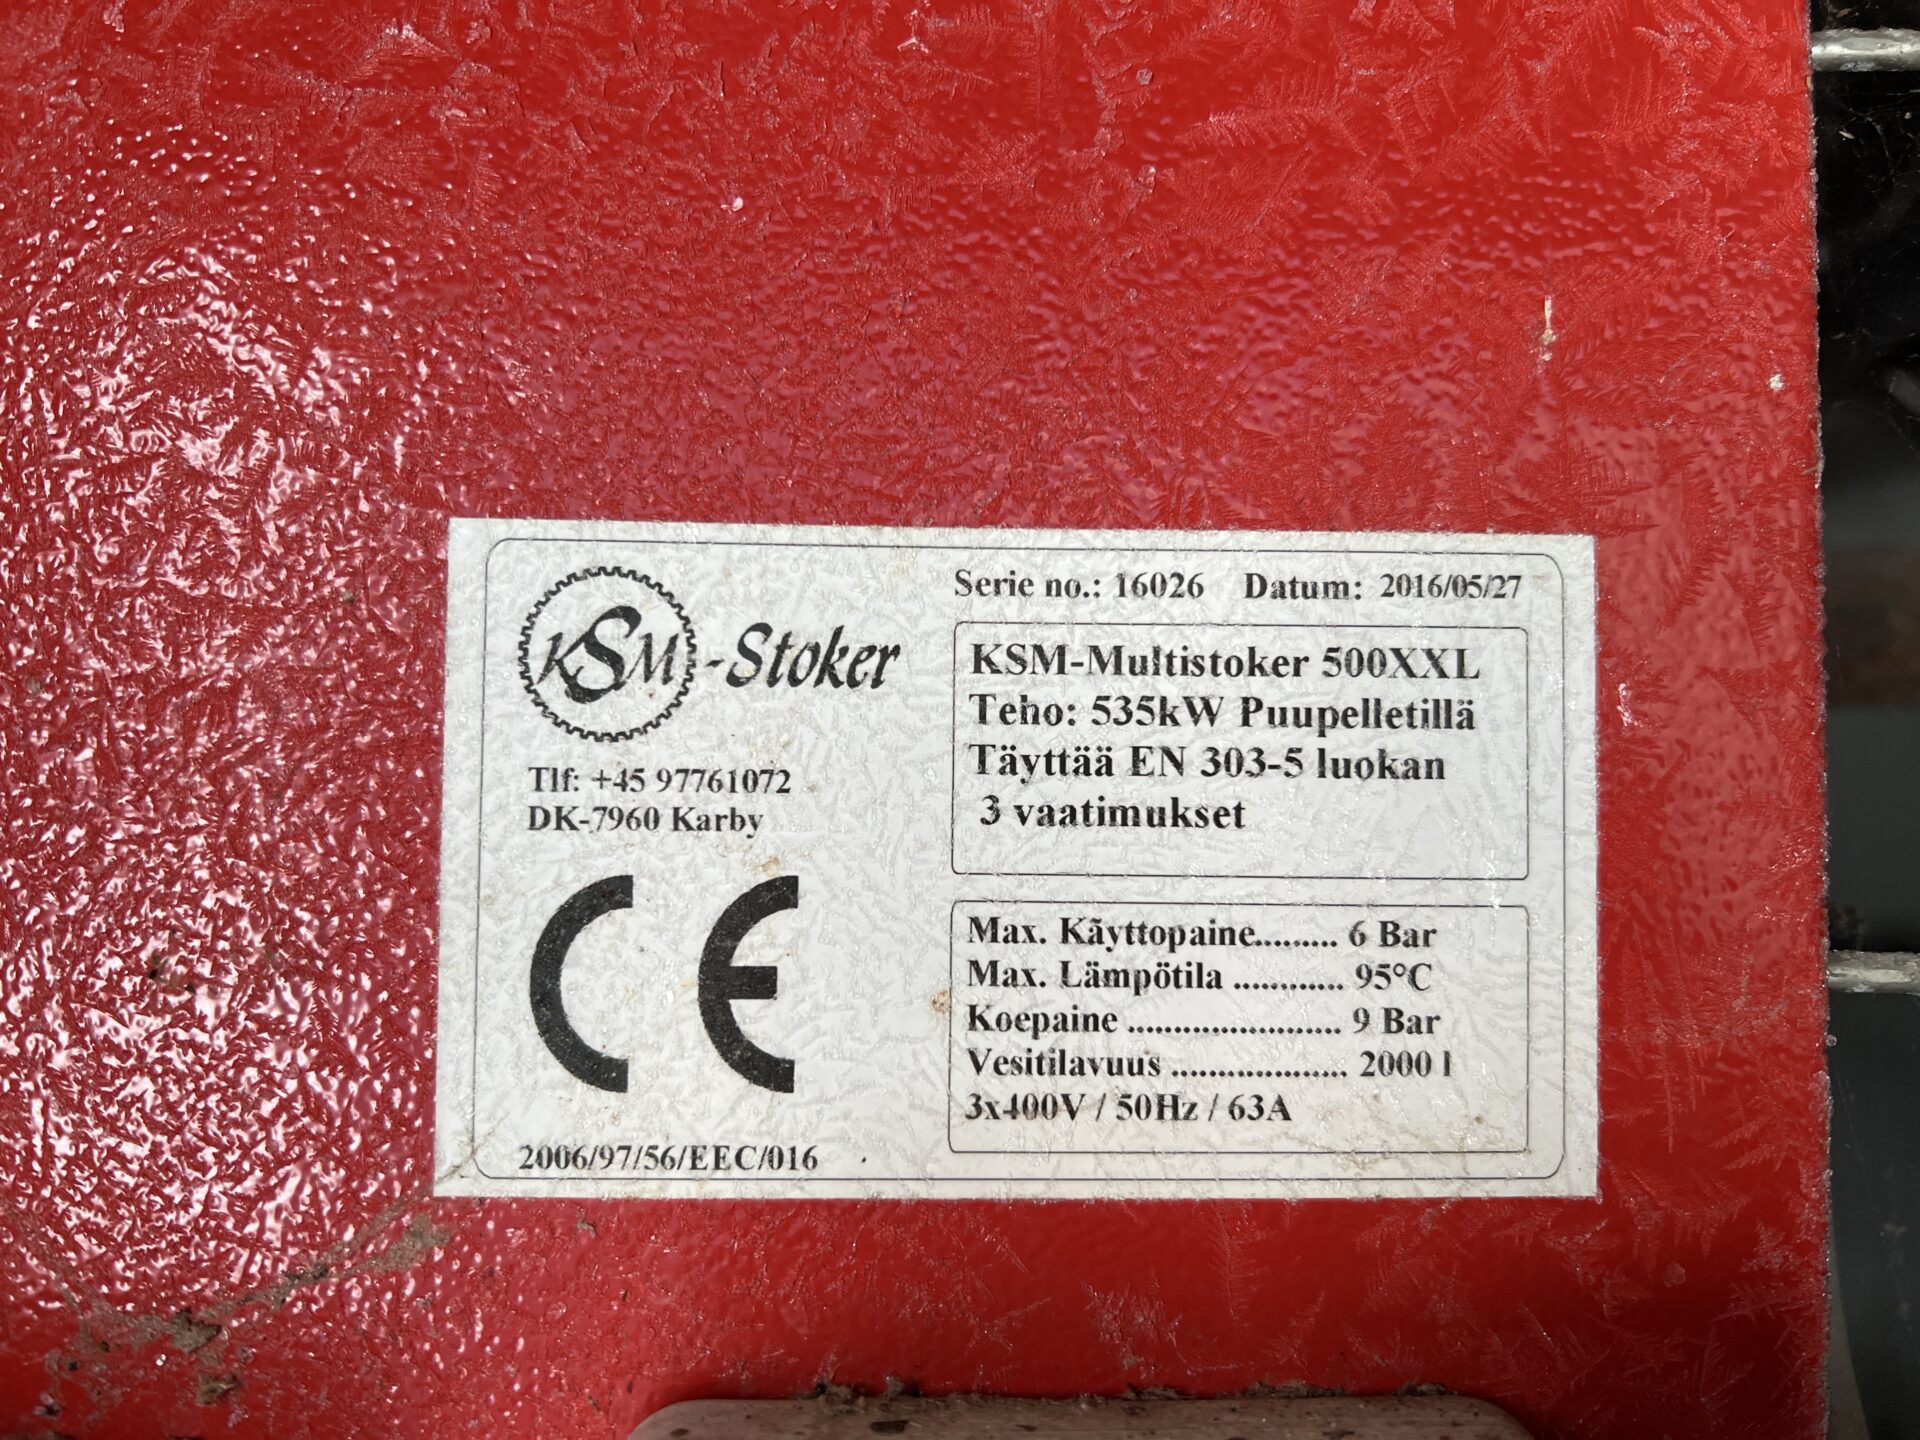 KSM-Stoker
Tlf: +45 97761072
DK-7960 Karby
CE
2006/97/56/EEC/016
Serie no.: 16026 Datum: 2016/05/27
KSM-Multistoker 500XXL
Teho: 535kW Puupelletillä
Täyttää EN 303-5 luokan
3 vaatimukset
Max. Käyttopaine......... 6 Bar
Max. Lämpötila ............ 95°C
Koepaine ....................... 9 Bar
Vesitilavuus ................... 2000 l
3x400V / 50Hz / 63A